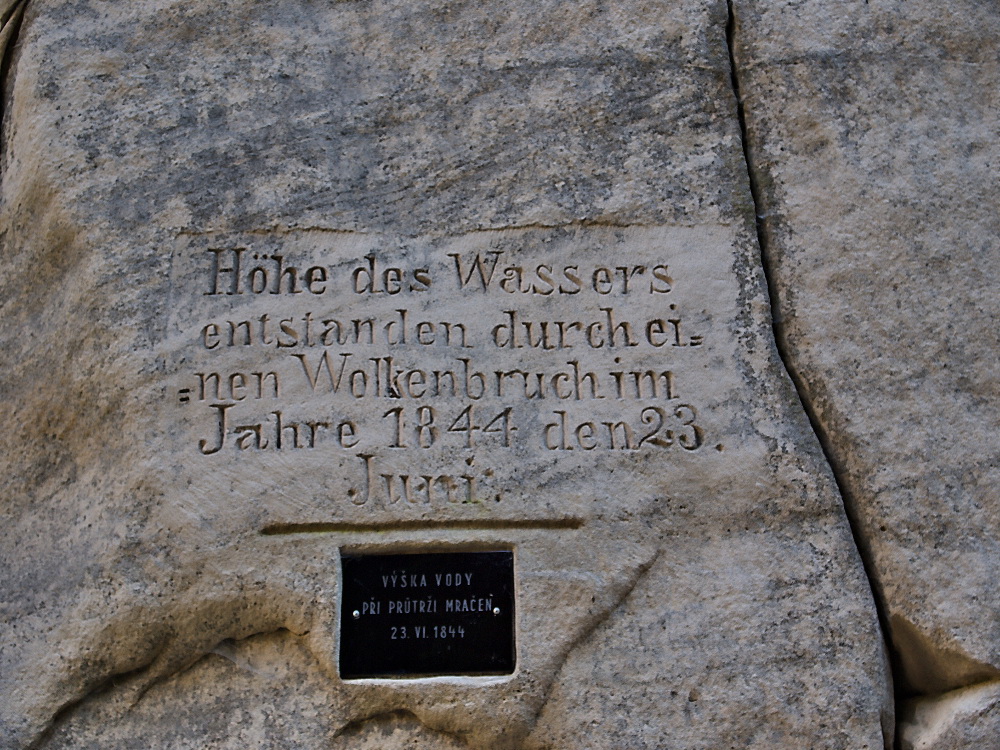 Höhe des Wassers
entstanden durch ei=
=nen Wolkenbruch im
Jahre 1844 den 23.
Juni.
VÝŠKA VODY
PŘI PRŮTRŽI MRAČEN
23. VI. 1844